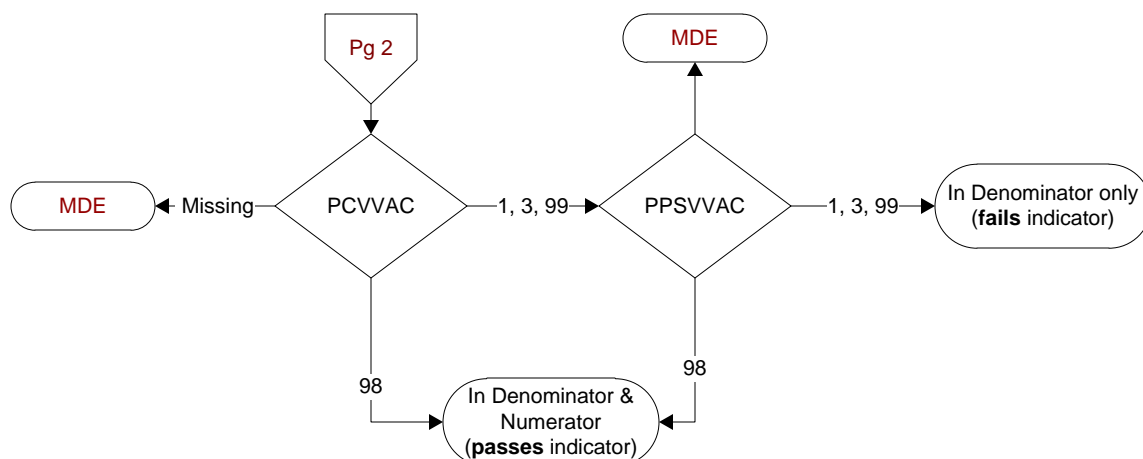 Pg 2
MDE
MDE
Missing
PCVVAC
1, 3, 99
PPSVVAC
1, 3, 99
In Denominator only
(fails indicator)
98
98
In Denominator &
Numerator
(passes indicator)